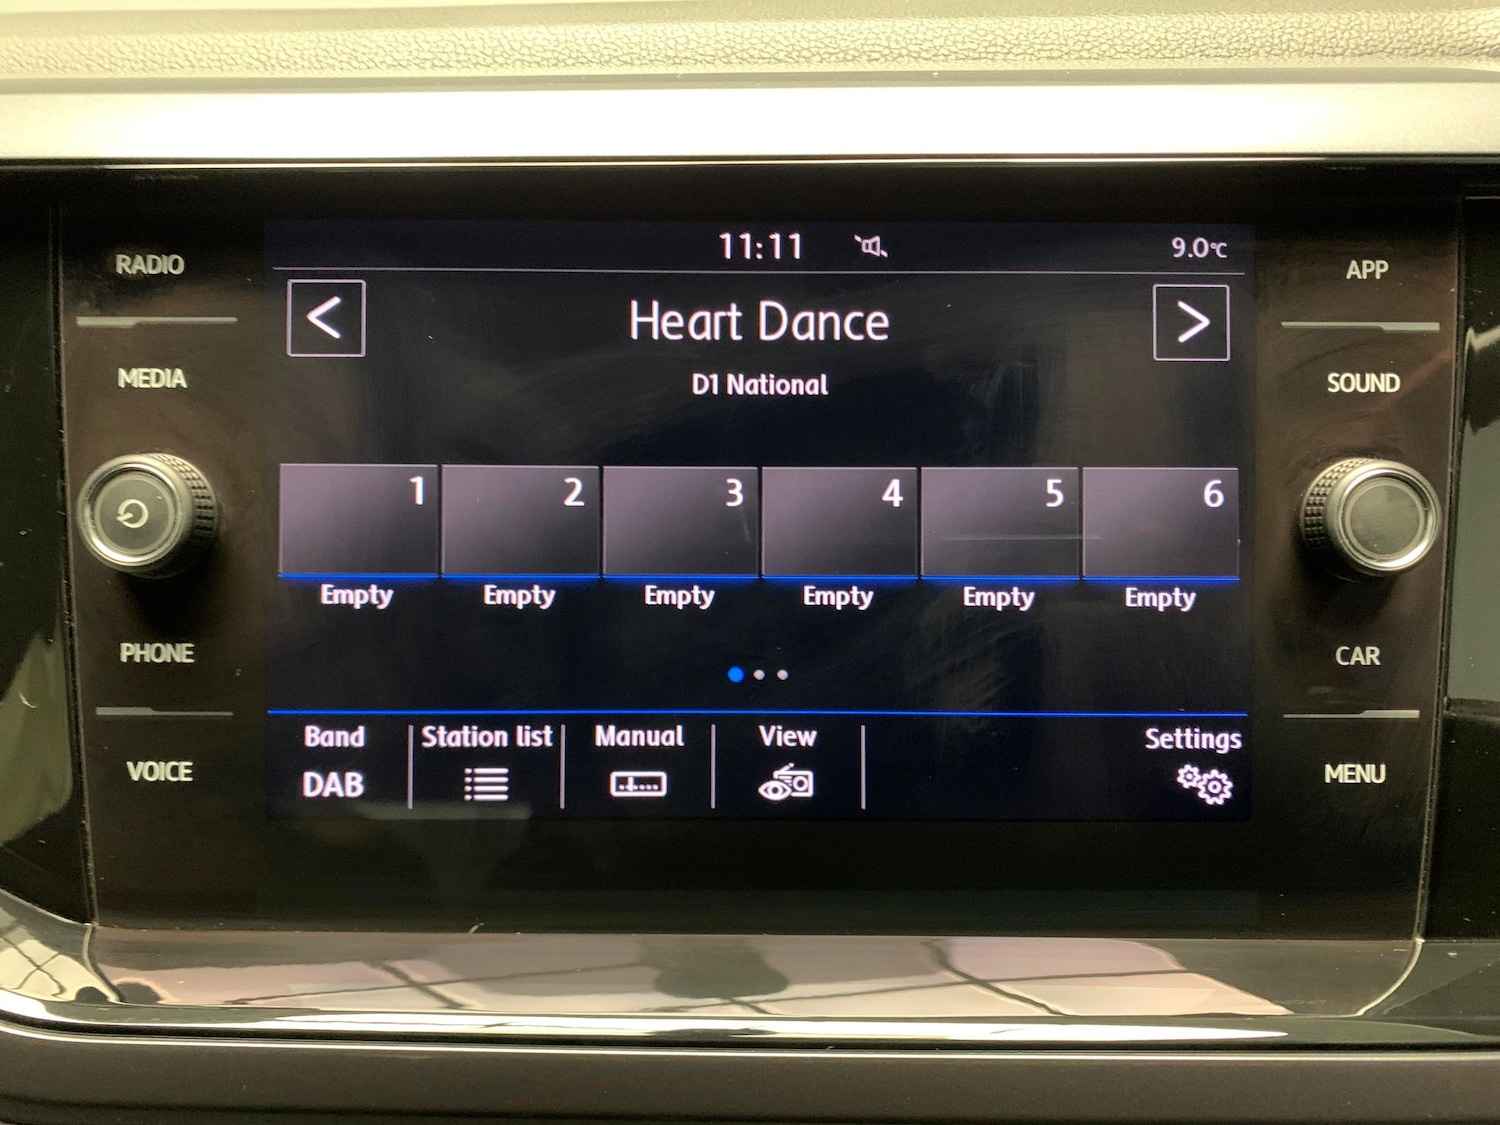 11:11
9.0°C
RADIO
APP
Heart Dance
MEDIA
D1 National
SOUND
1 2 3 4 5 6
Empty Empty Empty Empty Empty Empty
PHONE
CAR
Band Station list Manual View Settings
DAB
VOICE
MENU